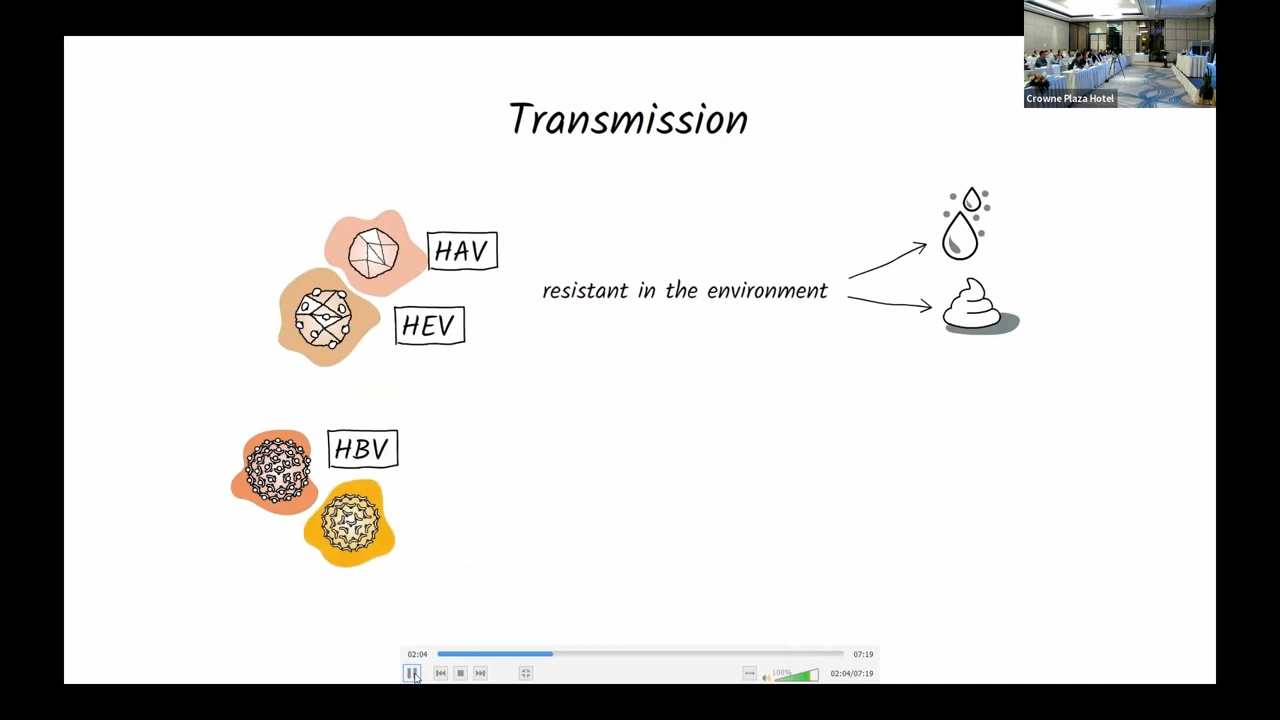 Crowne Plaza Hotel
Transmission
HAV
resistant in the environment
HEV
HBV
02:04
07:19
100%
02:04/07:19